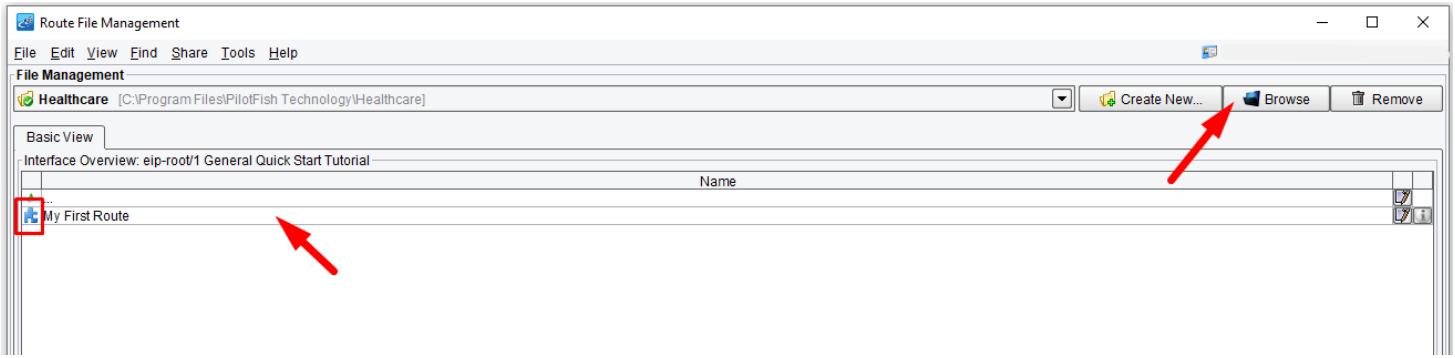 Route File Management
File Edit View Find Share Tools Help
File Management
Healthcare [C:\Program Files\PilotFish Technology\Healthcare] Create New... Browse Remove
Basic View
Interface Overview: eip-root/1 General Quick Start Tutorial
Name
...
My First Route